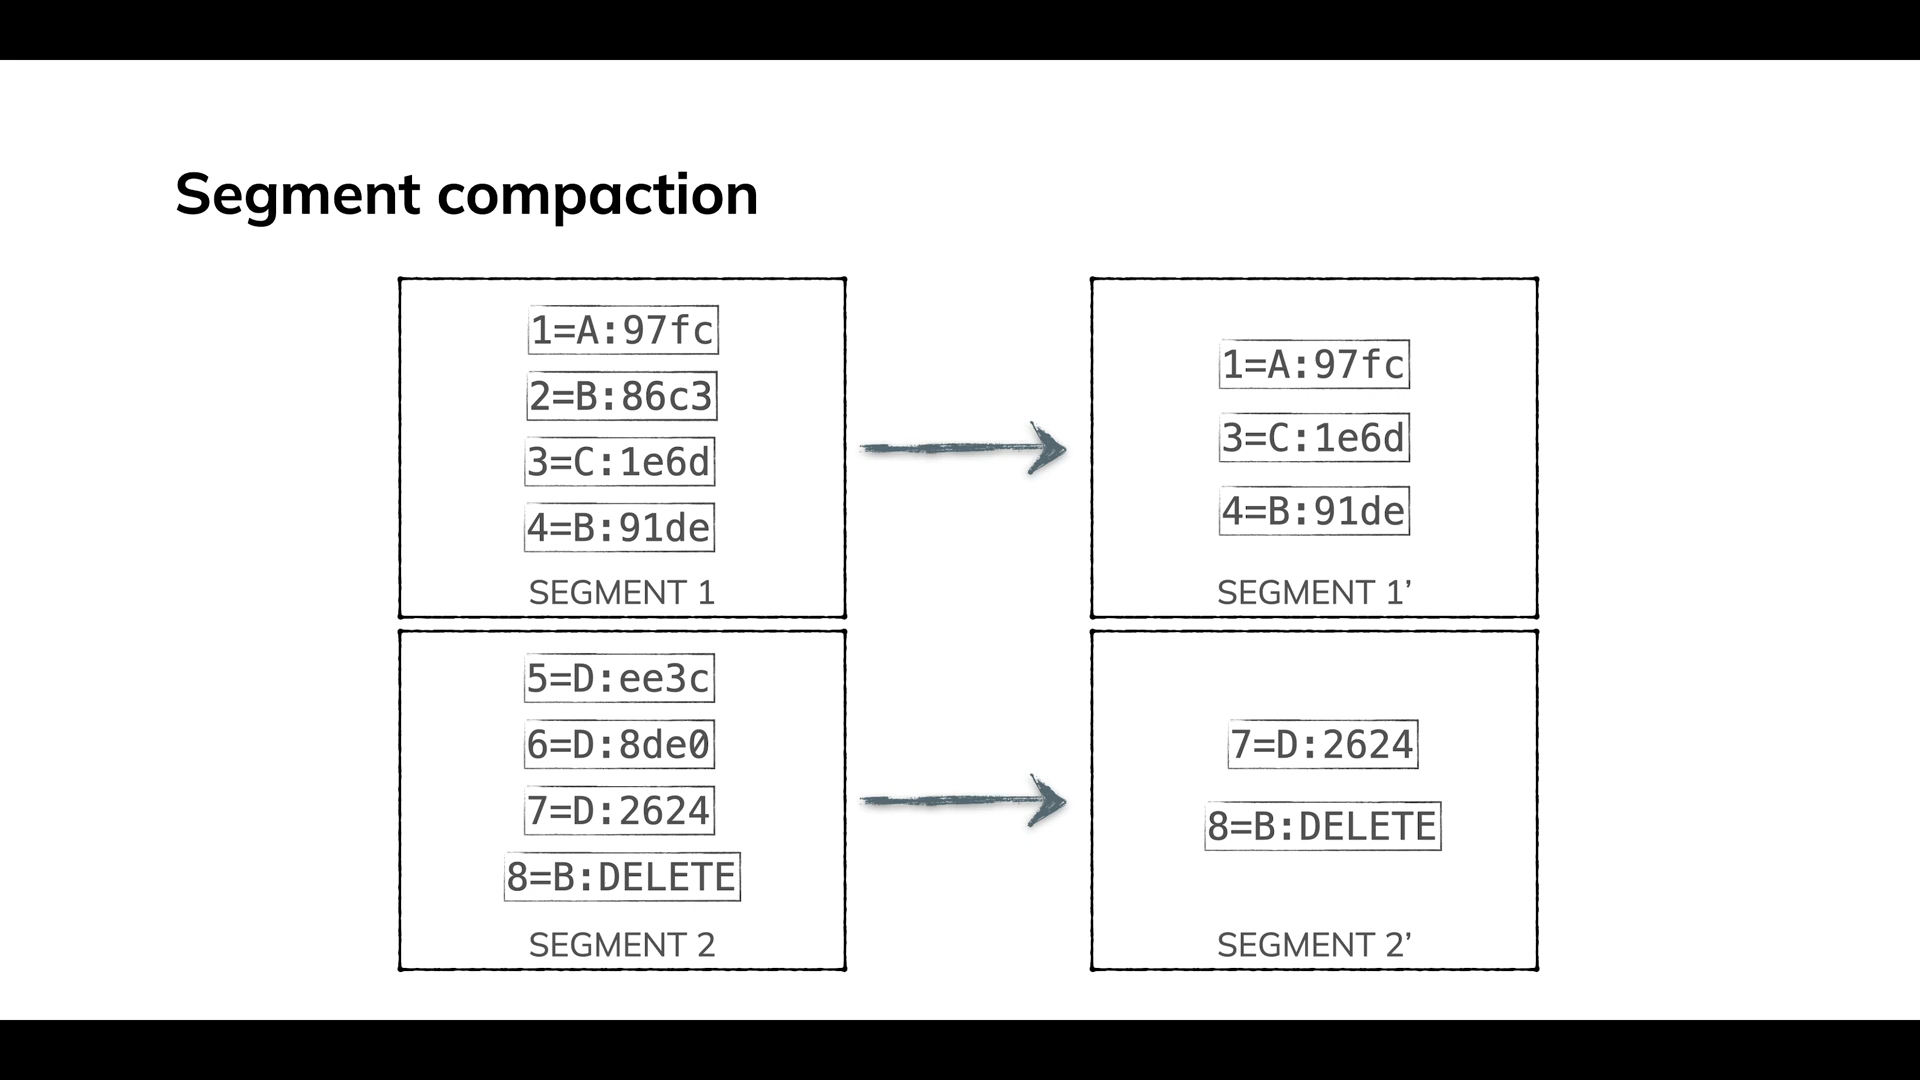 Segment compaction
1=A:97fc
2=B:86c3
3=C:1e6d
4=B:91de
SEGMENT 1
1=A:97fc
3=C:1e6d
4=B:91de
SEGMENT 1’
5=D:ee3c
6=D:8de0
7=D:2624
8=B:DELETE
SEGMENT 2
7=D:2624
8=B:DELETE
SEGMENT 2’